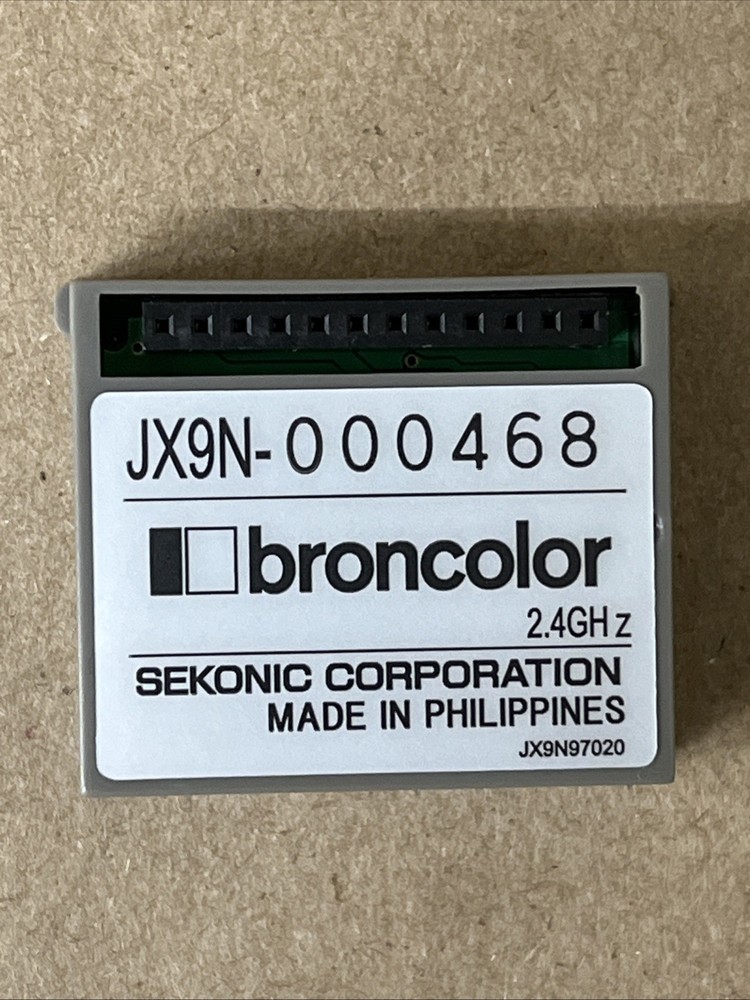 JX9N-000468
broncolor
2.4GHz
SEKONIC CORPORATION
MADE IN PHILIPPINES
JX9N97020